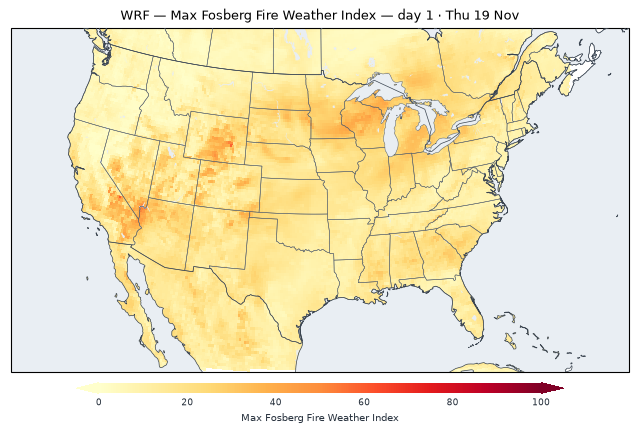 WRF — Max Fosberg Fire Weather Index — day 1 · Thu 19 Nov
0 20 40 60 80 100
Max Fosberg Fire Weather Index